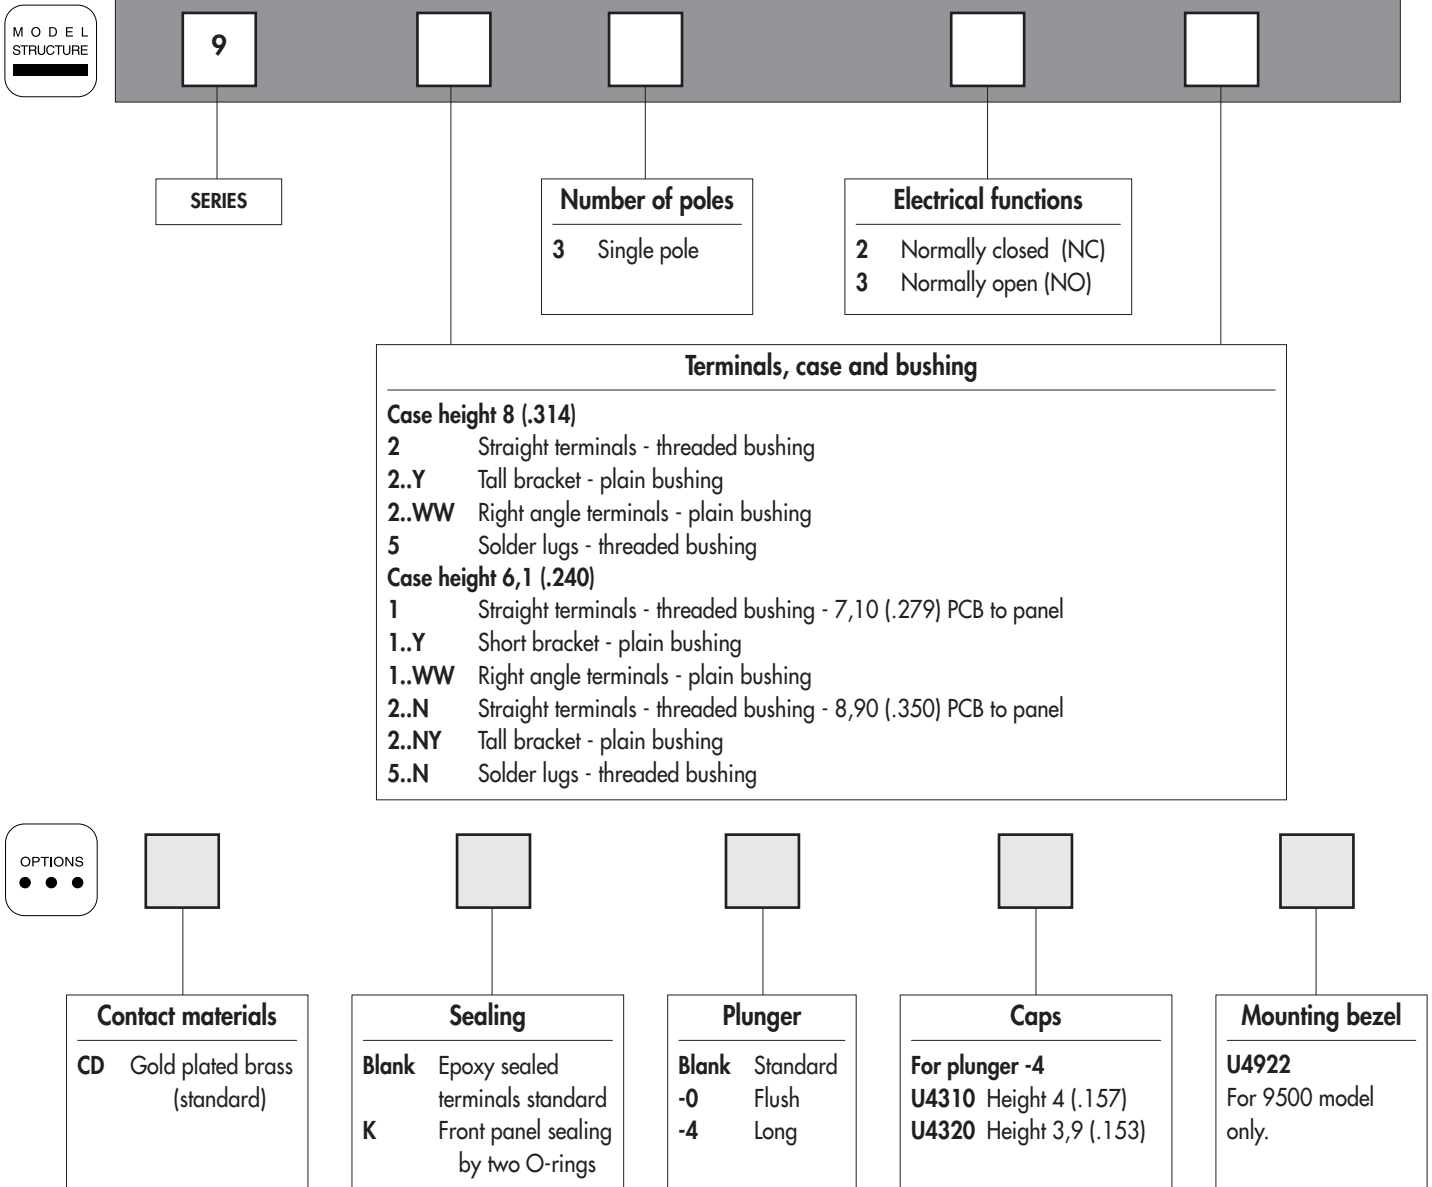 MODEL
STRUCTURE
9
SERIES
Number of poles
3 Single pole
Electrical functions
2 Normally closed (NC)
3 Normally open (NO)
Terminals, case and bushing
Case height 8 (.314)
2 Straight terminals - threaded bushing
2..Y Tall bracket - plain bushing
2..WW Right angle terminals - plain bushing
5 Solder lugs - threaded bushing
Case height 6,1 (.240)
1 Straight terminals - threaded bushing - 7,10 (.279) PCB to panel
1..Y Short bracket - plain bushing
1..WW Right angle terminals - plain bushing
2..N Straight terminals - threaded bushing - 8,90 (.350) PCB to panel
2..NY Tall bracket - plain bushing
5..N Solder lugs - threaded bushing
OPTIONS
Contact materials
CD Gold plated brass
(standard)
Sealing
Blank Epoxy sealed
terminals standard
K Front panel sealing
by two O-rings
Plunger
Blank Standard
-0 Flush
-4 Long
Caps
For plunger -4
U4310 Height 4 (.157)
U4320 Height 3,9 (.153)
Mounting bezel
U4922
For 9500 model
only.